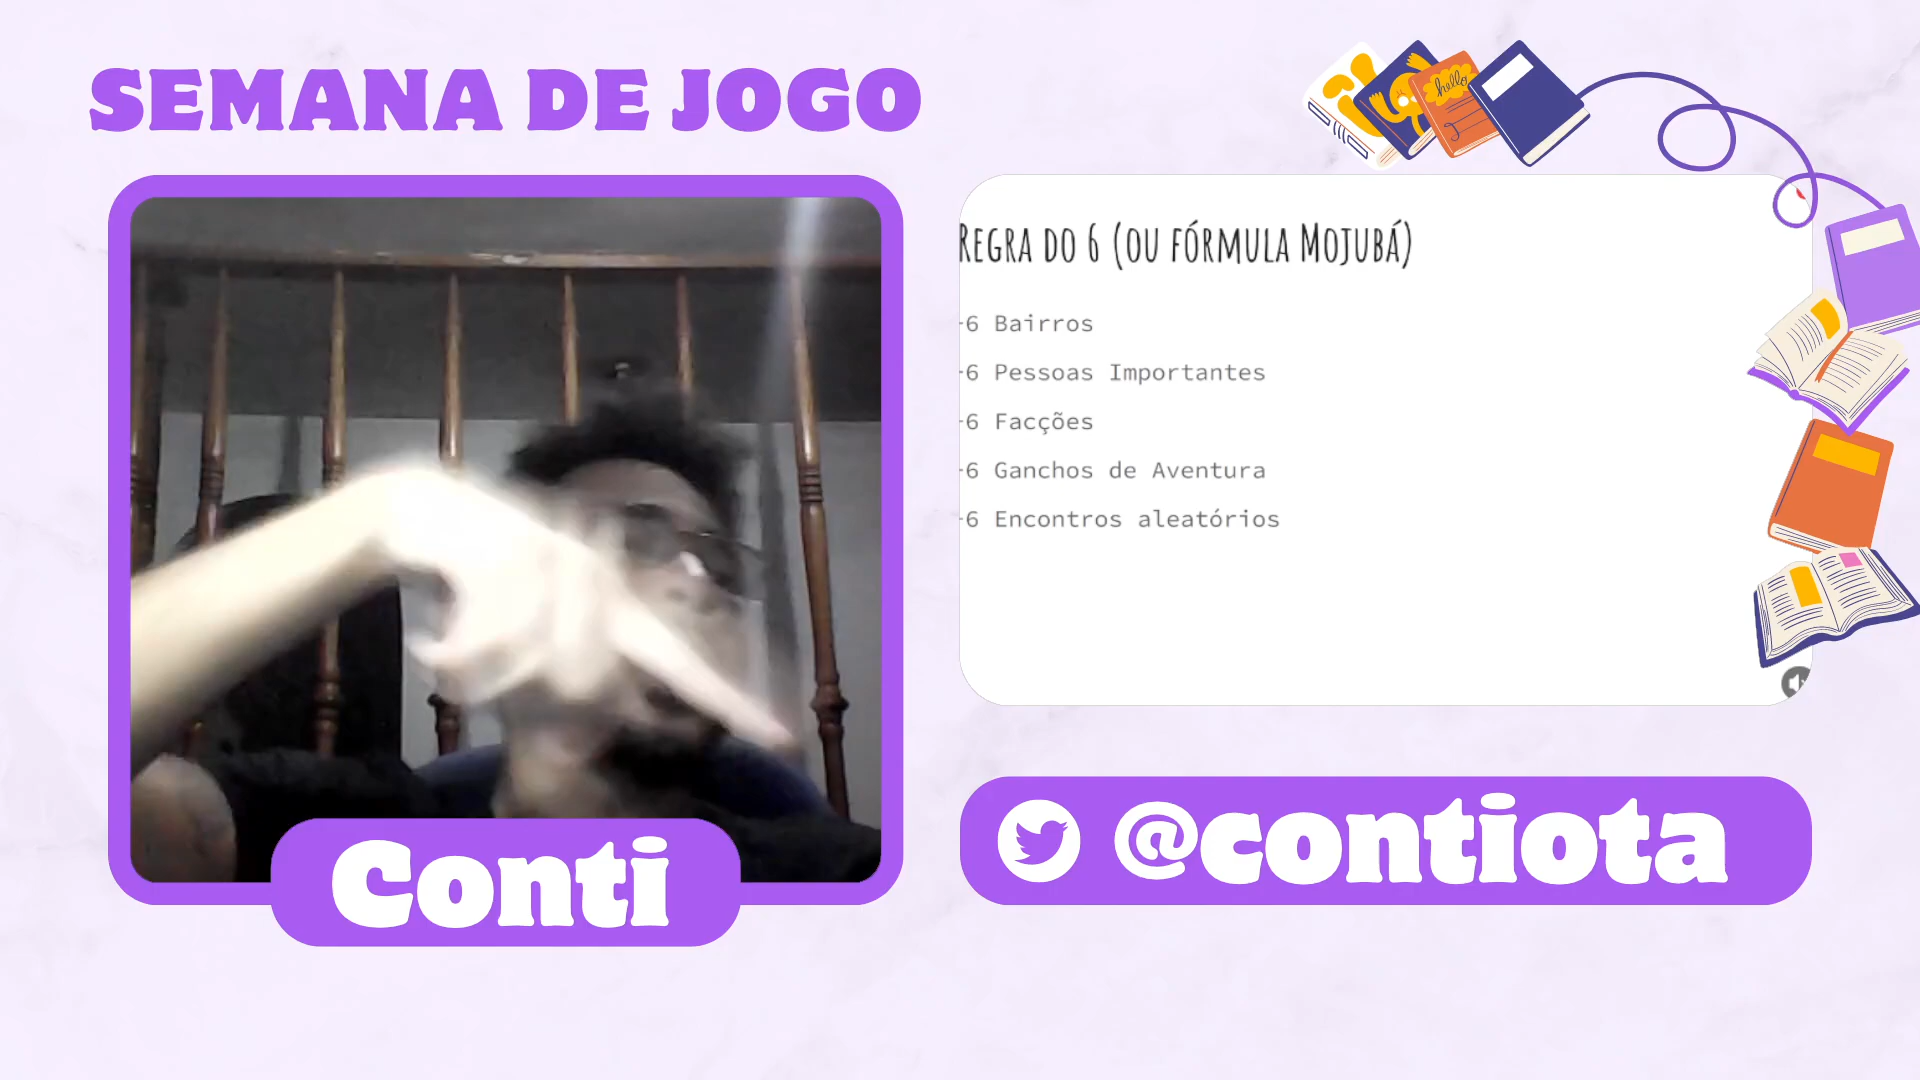 SEMANA DE JOGO
hello
Regra do 6 (ou fórmula Mojubá)
-6 Bairros
-6 Pessoas Importantes
-6 Facções
-6 Ganchos de Aventura
-6 Encontros aleatórios
Conti
@contiota